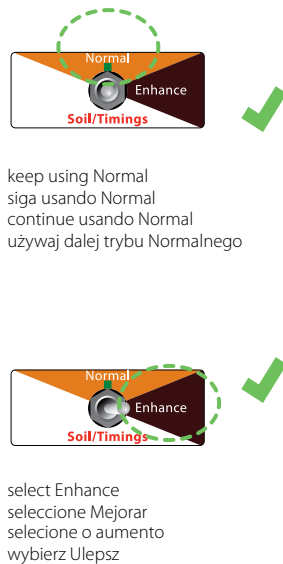 Normal
Enhance
Soil/Timings
keep using Normal
siga usando Normal
continue usando Normal
używaj dalej trybu Normalnego
Normal
Enhance
Soil/Timings
select Enhance
seleccione Mejorar
selecione o aumento
wybierz Ulepsz